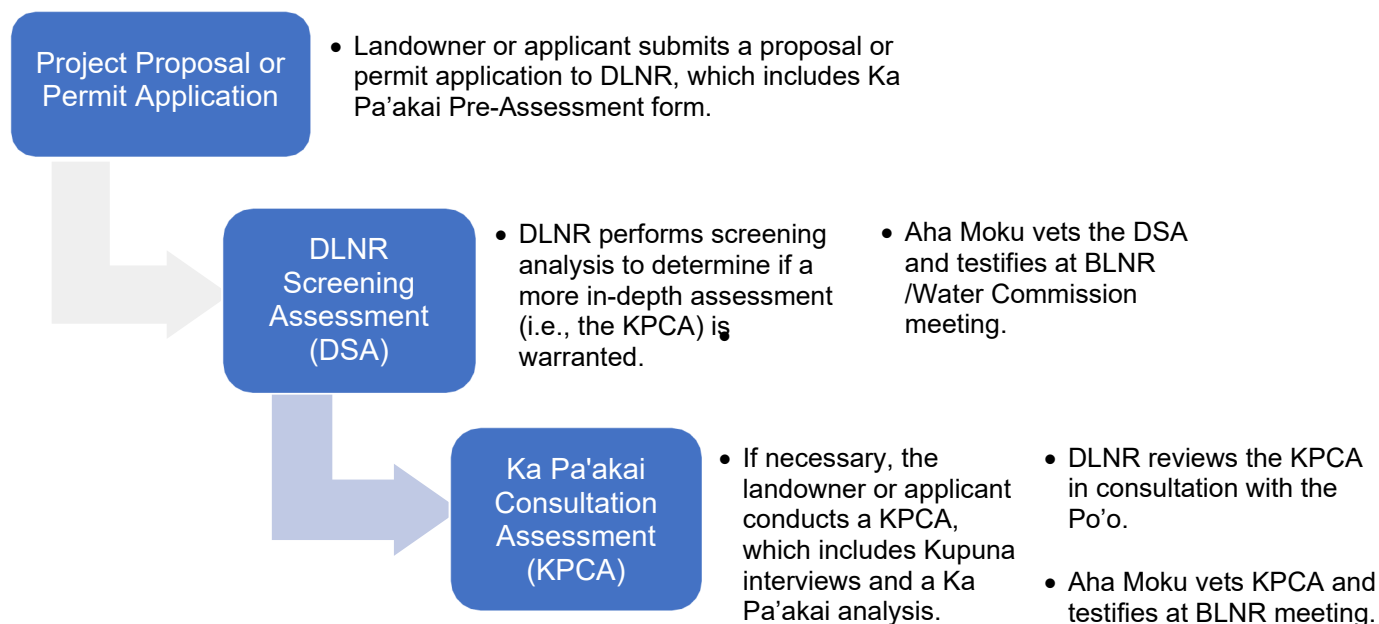 Project Proposal or
Permit Application
• Landowner or applicant submits a proposal or
permit application to DLNR, which includes Ka
Pa’akai Pre-Assessment form.
DLNR
Screening
Assessment
(DSA)
• DLNR performs screening
analysis to determine if a
more in-depth assessment
(i.e., the KPCA) is
warranted.
•
• Aha Moku vets the DSA
and testifies at BLNR
/Water Commission
meeting.
Ka Pa'akai
Consultation
Assessment
(KPCA)
• If necessary, the
landowner or applicant
conducts a KPCA,
which includes Kupuna
interviews and a Ka
Pa’akai analysis.
• DLNR reviews the KPCA
in consultation with the
Po’o.
• Aha Moku vets KPCA and
testifies at BLNR meeting.